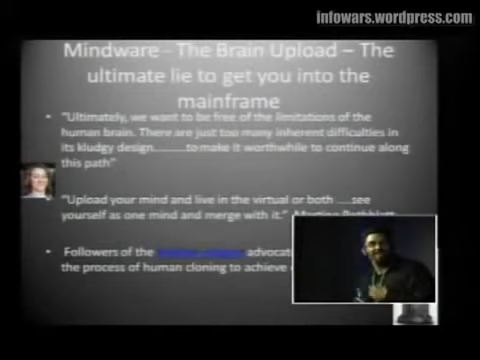 infowars.wordpress.com
Mindware - The Brain Upload – The
ultimate lie to get you into the
mainframe
• "Ultimately, we want to be free of the limitations of the
human brain. There are just too many inherent difficulties in
its kludgy design.........to make it worthwhile to continue along
this path"
"Upload your mind and live in the virtual or both ....see
yourself as one mind and merge with it."
• Followers of the
the process of human cloning to achieve